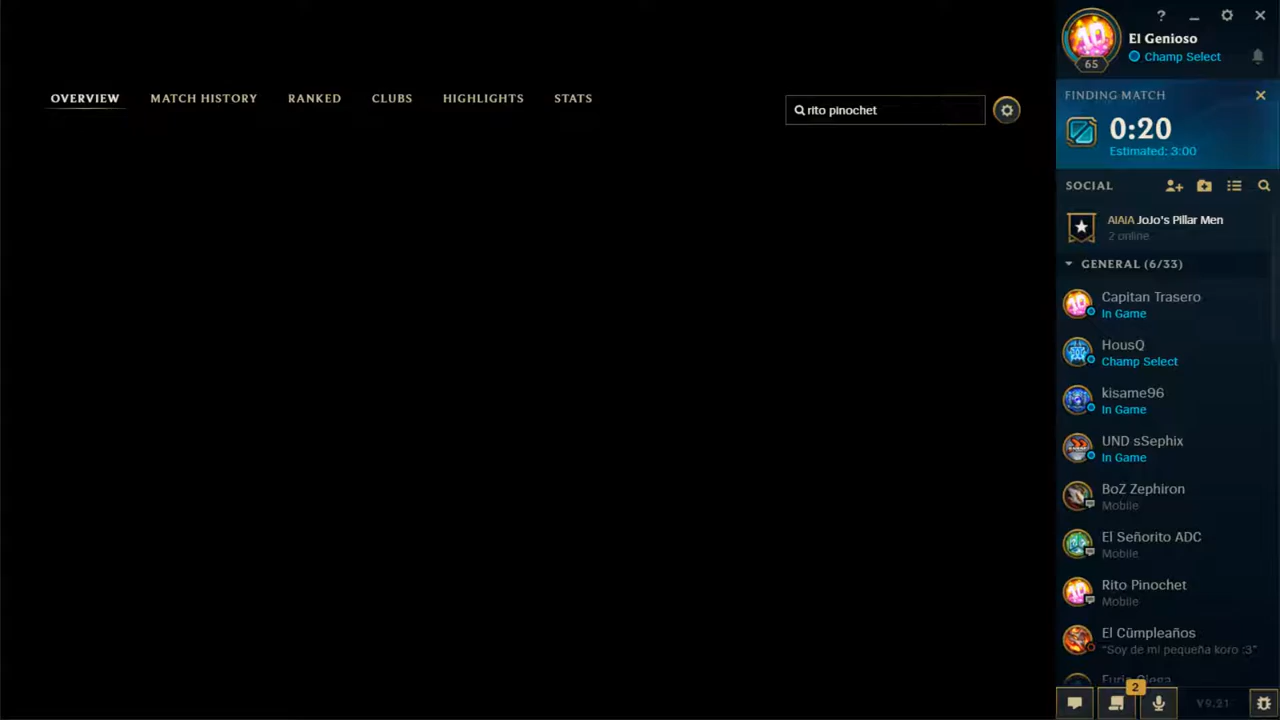 OVERVIEW
MATCH HISTORY
RANKED
CLUBS
HIGHLIGHTS
STATS
rito pinochet
?
El Genioso
65
Champ Select
FINDING MATCH
0:20
Estimated: 3:00
SOCIAL
AIAIA JoJo's Pillar Men
2 online
GENERAL (6/33)
Capitan Trasero
In Game
HousQ
Champ Select
kisame96
In Game
UND sSephix
In Game
BoZ Zephiron
Mobile
El Señorito ADC
Mobile
Rito Pinochet
Mobile
El Cûmpleaños
“Soy de mi pequeña koro :3”
Furia Ciega
2
V9.21